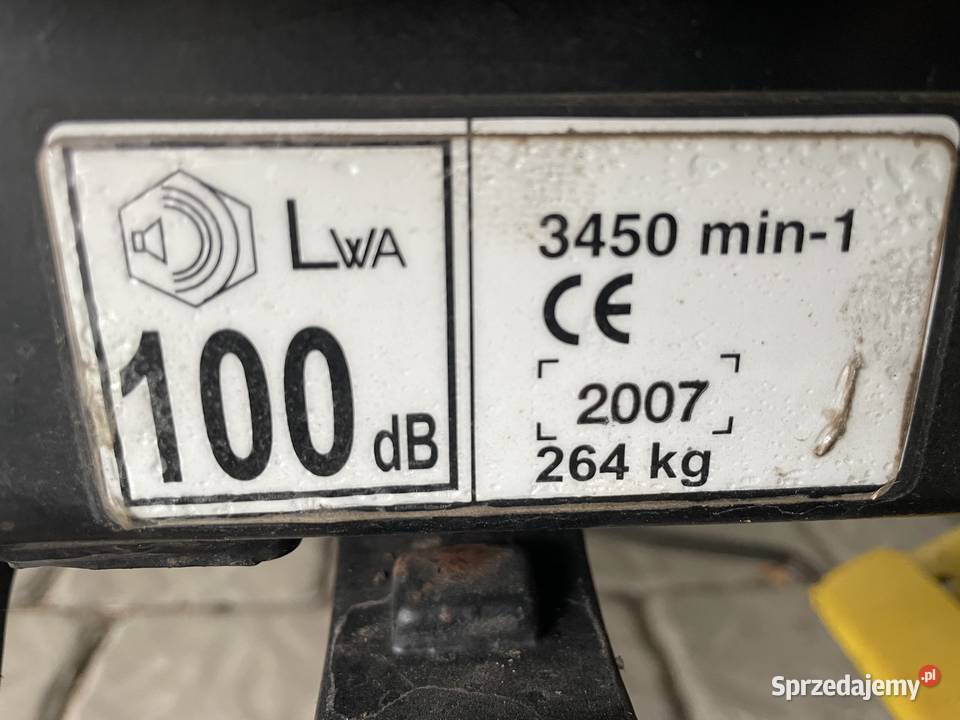 LWA
100 dB
3450 min-1
CE
2007
264 kg
Sprzedajemy.pl